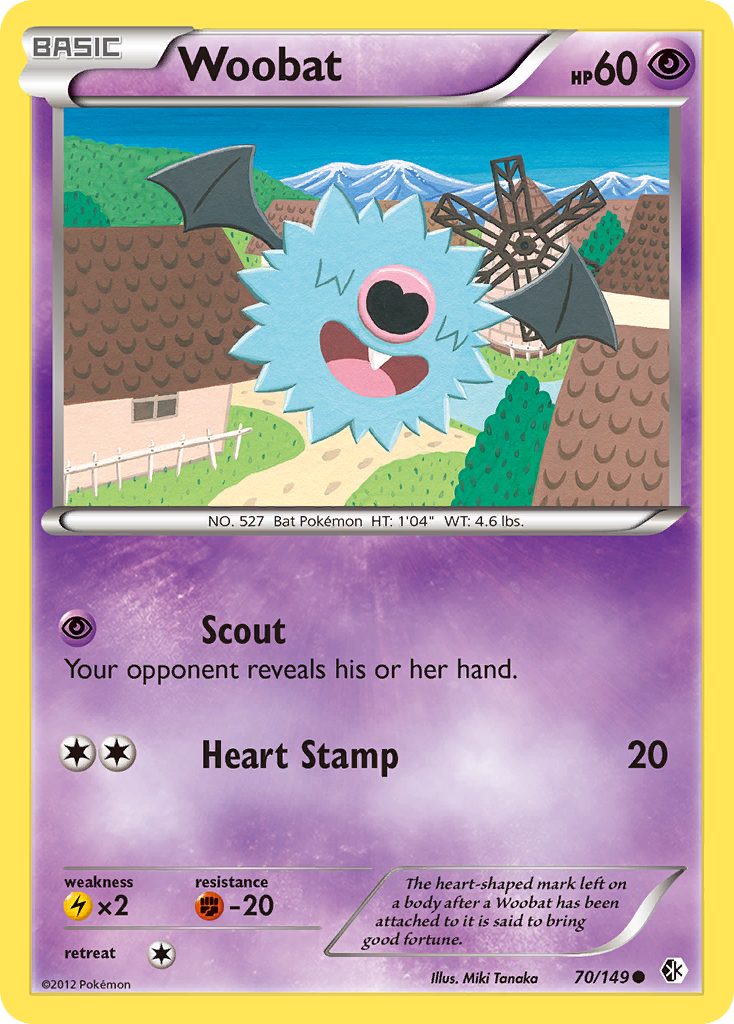 BASIC
Woobat
HP60
NO. 527 Bat Pokémon HT: 1'04" WT: 4.6 lbs.
Scout
Your opponent reveals his or her hand.
Heart Stamp 20
weakness
×2
resistance
-20
retreat
The heart-shaped mark left on
a body after a Woobat has been
attached to it is said to bring
good fortune.
©2012 Pokémon
Illus. Miki Tanaka
70/149